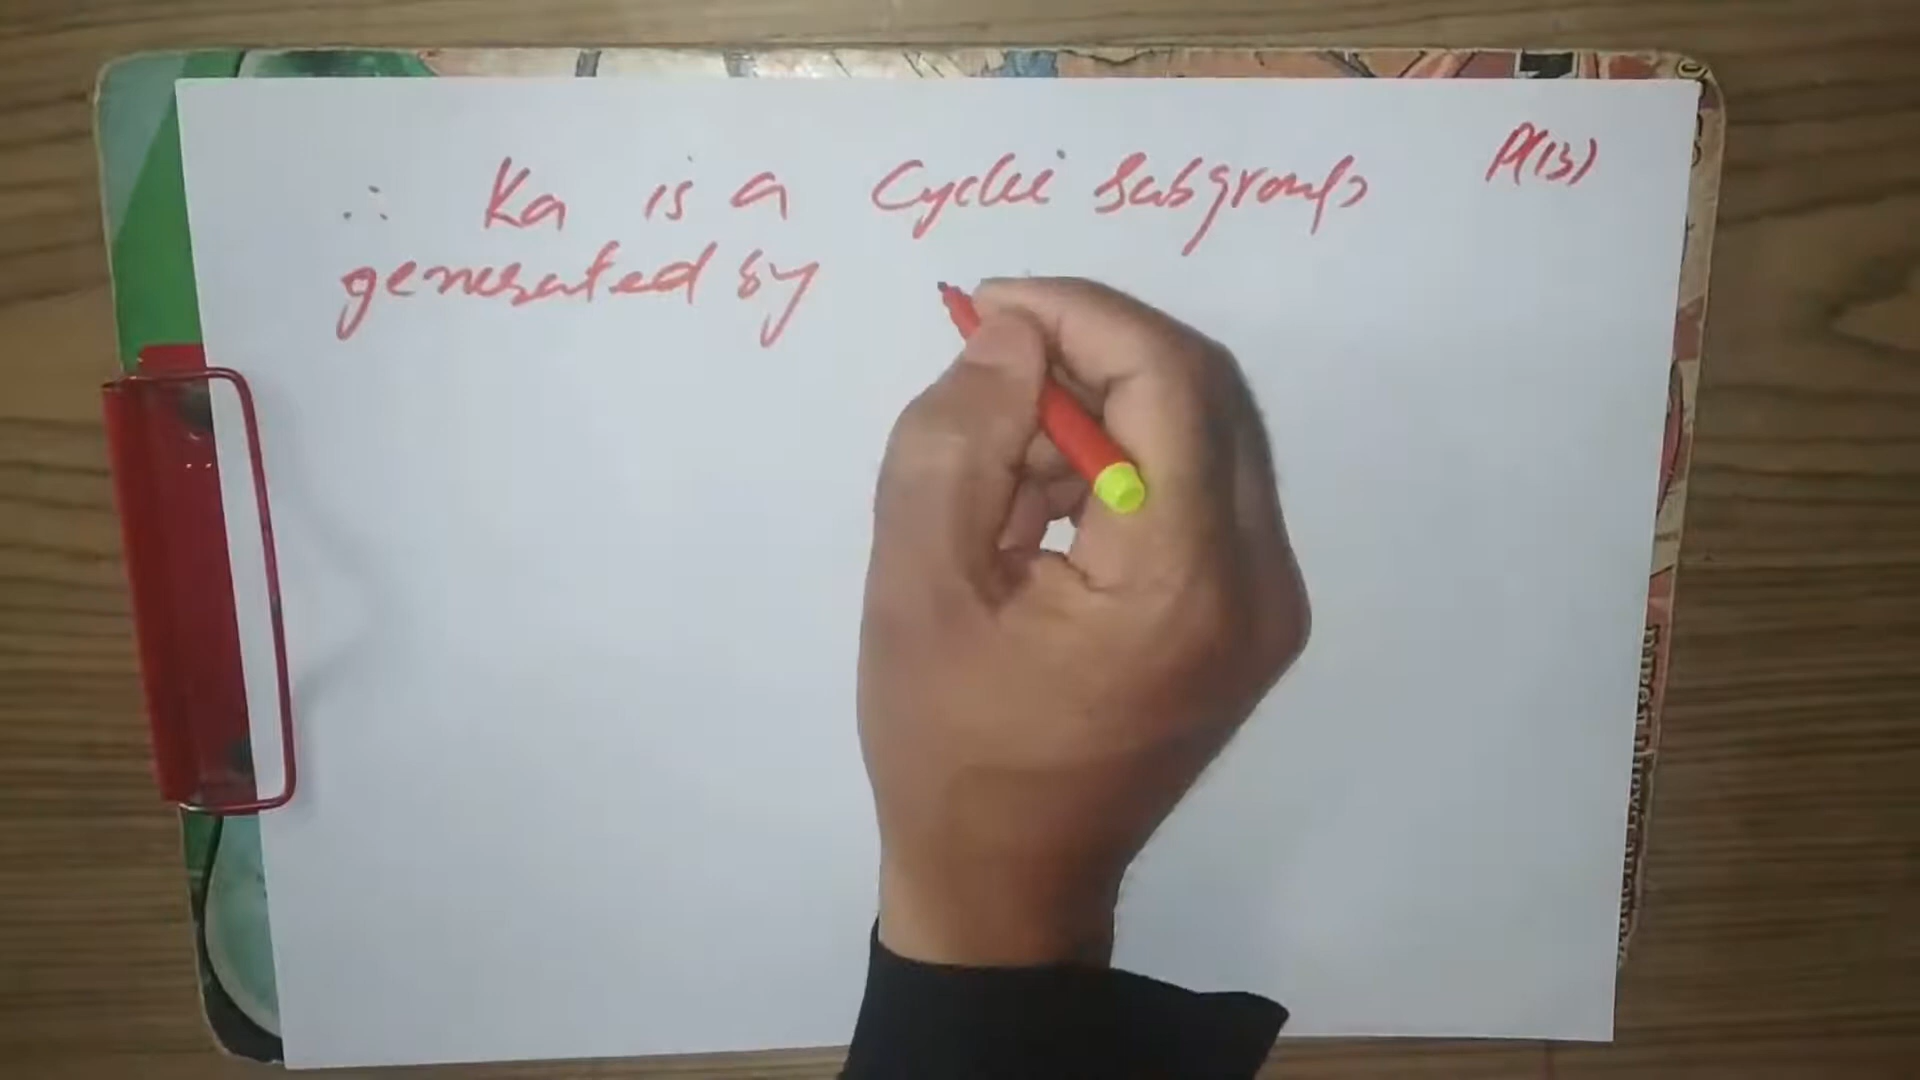 P(13)
∴ Ka is a Cyclic Subgroup
generated by